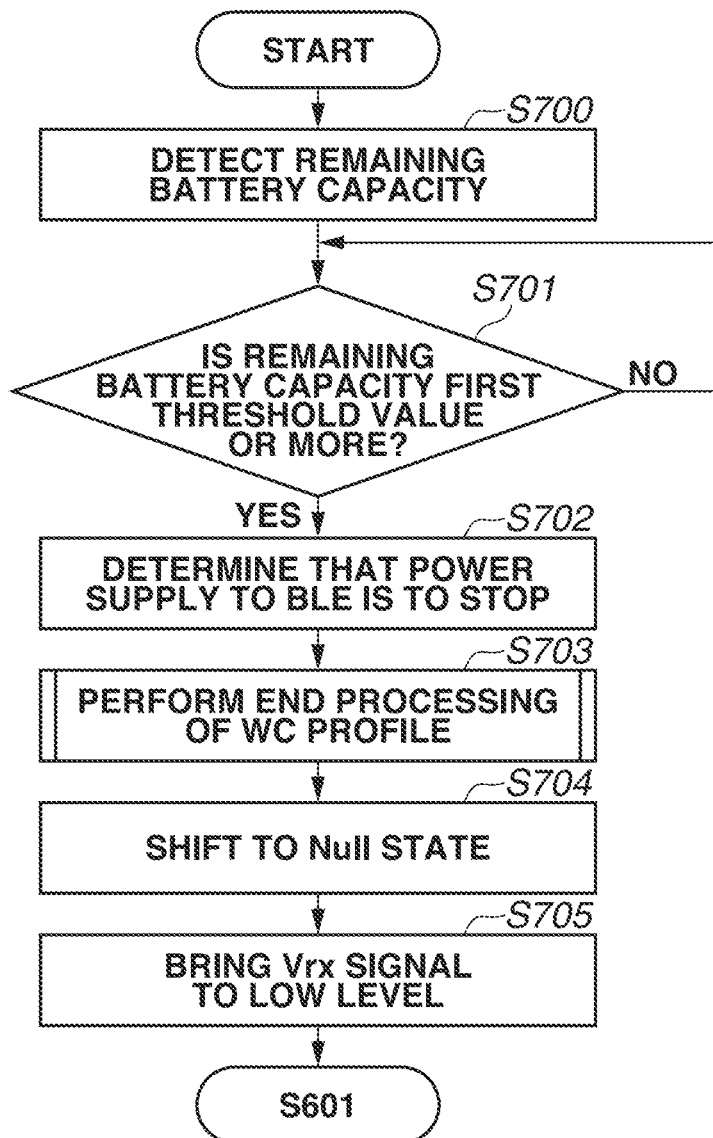 START
S700
DETECT REMAINING
BATTERY CAPACITY
S701
IS REMAINING
BATTERY CAPACITY FIRST
THRESHOLD VALUE
OR MORE?
NO
YES
S702
DETERMINE THAT POWER
SUPPLY TO BLE IS TO STOP
S703
PERFORM END PROCESSING
OF WC PROFILE
S704
SHIFT TO Null STATE
S705
BRING Vrx SIGNAL
TO LOW LEVEL
S601